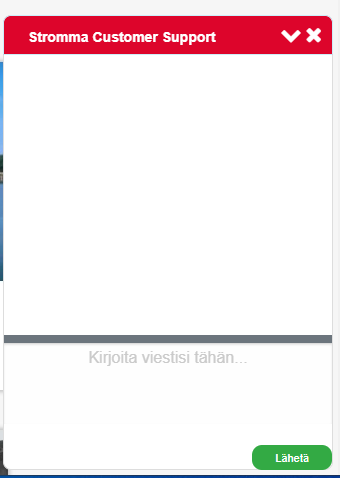 Stromma Customer Support
Kirjoita viestisi tähän...
Lähetä